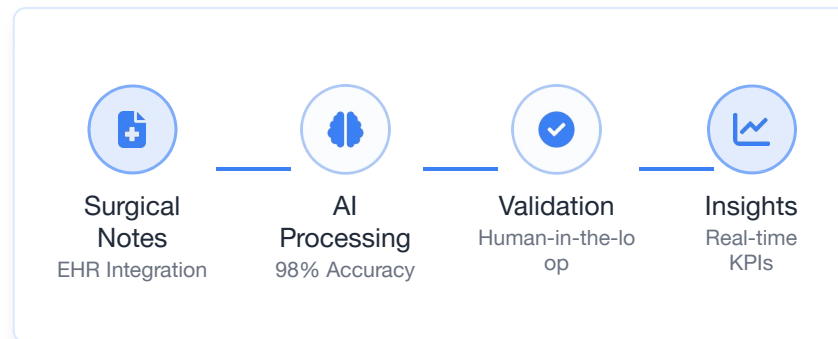 Surgical
Notes
EHR Integration
AI
Processing
98% Accuracy
Validation
Human-in-the-lo
op
Insights
Real-time
KPIs